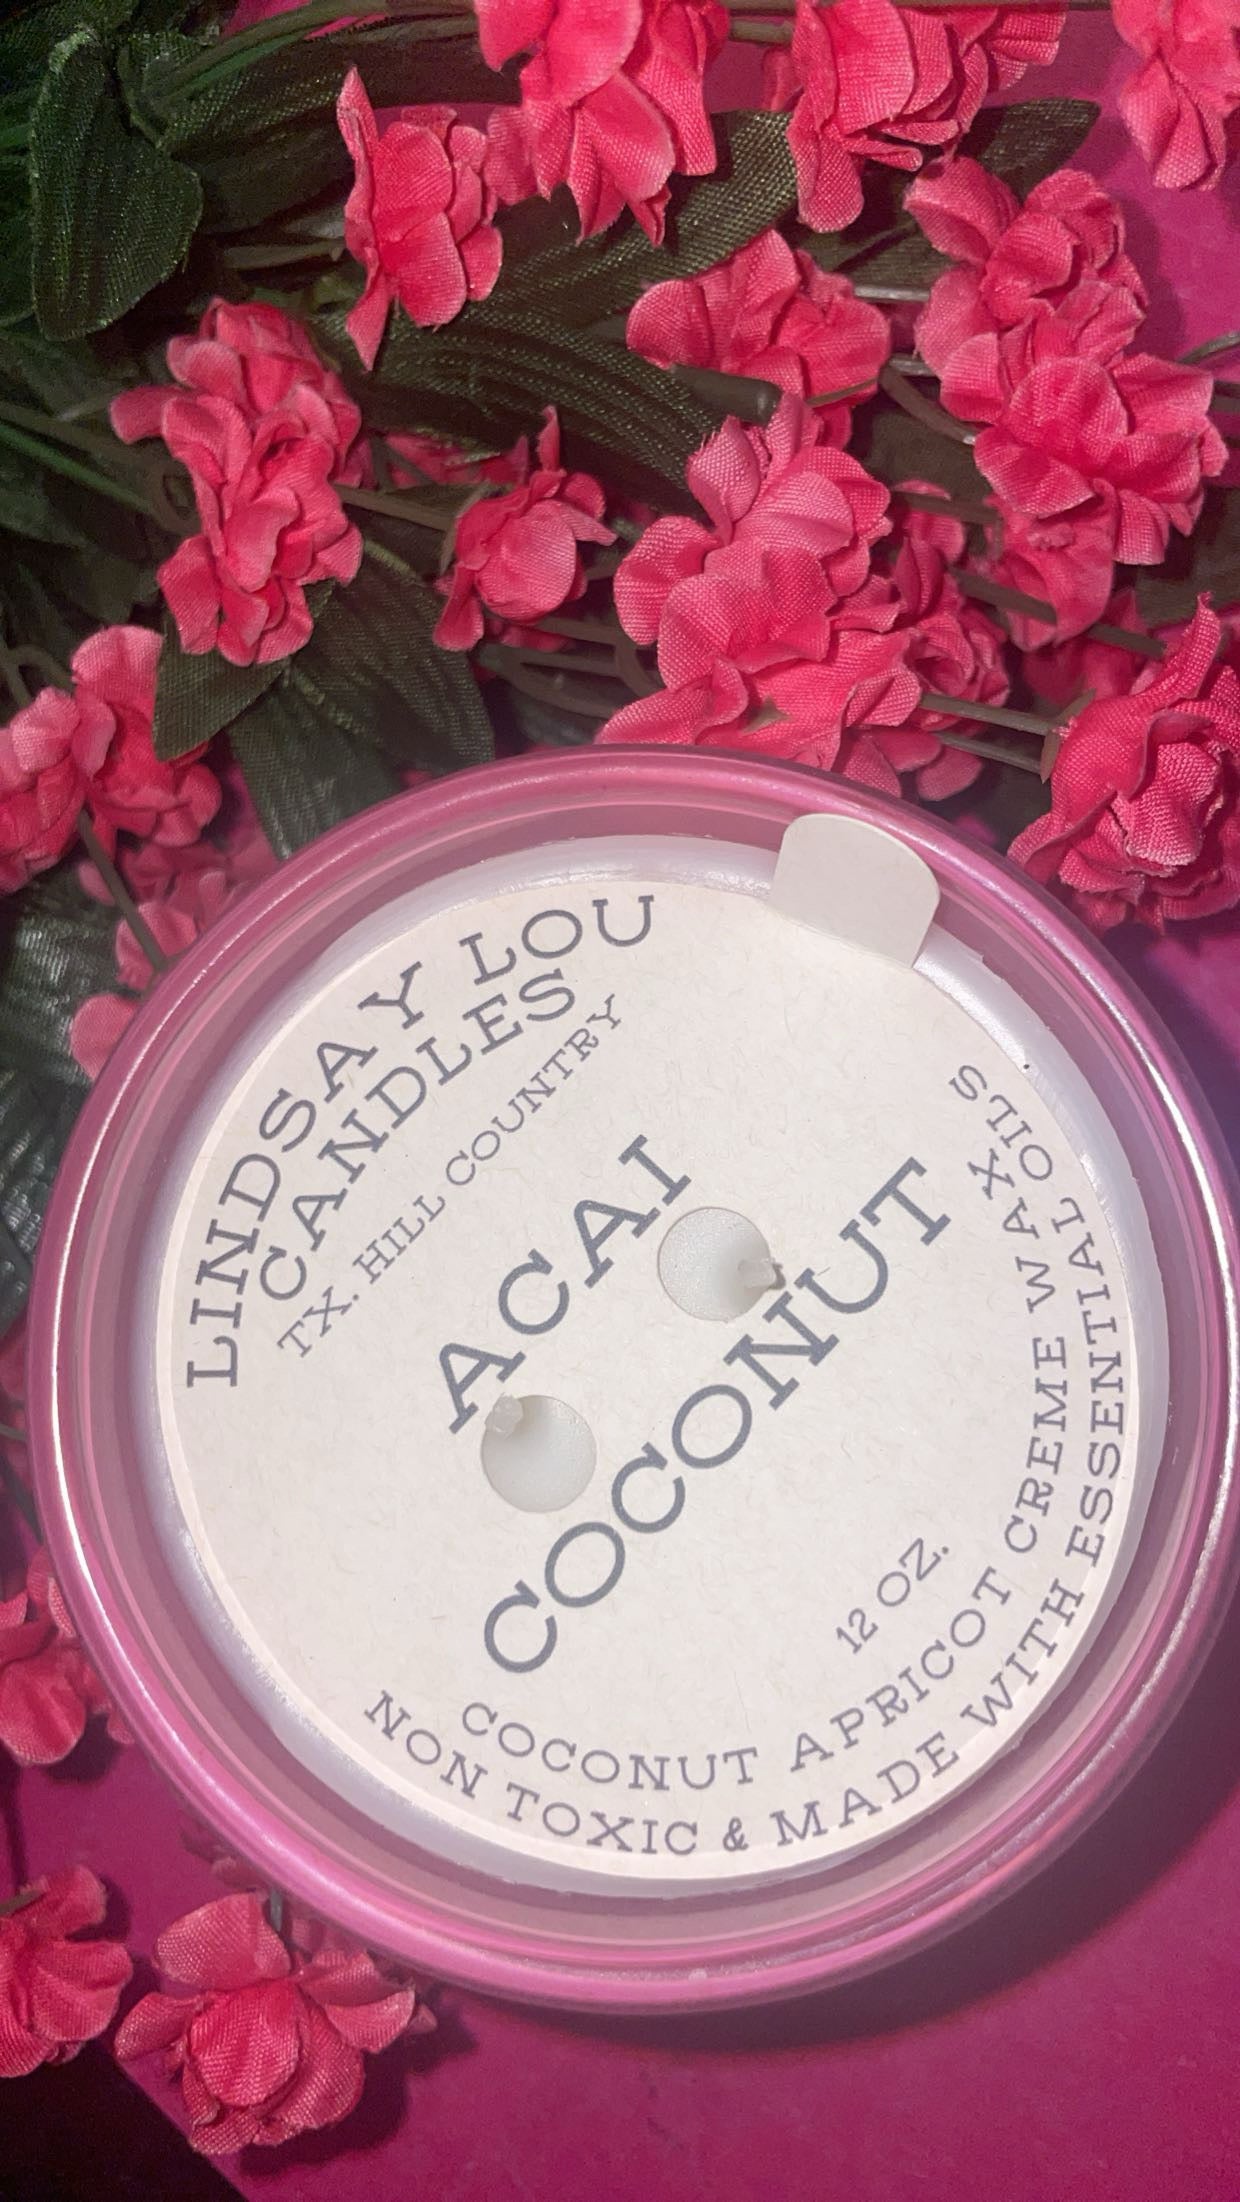 LINDSAY LOU
CANDLES
TX. HILL COUNTRY
ACAI
COCONUT
12 OZ.
COCONUT APRICOT CREME WAX
NON TOXIC & MADE WITH ESSENTIAL OILS